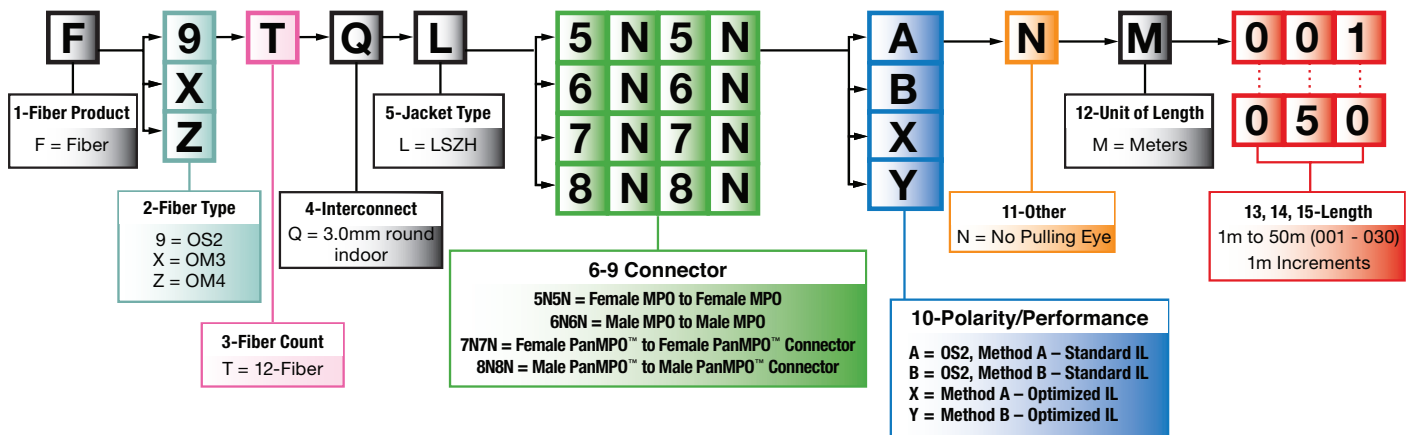 F 9 T Q L 5 N 5 N A N M 0 0 1
X 6 N 6 N B
Z 7 N 7 N X 0 5 0
8 N 8 N Y
1-Fiber Product
F = Fiber
2-Fiber Type
9 = OS2
X = OM3
Z = OM4
3-Fiber Count
T = 12-Fiber
4-Interconnect
Q = 3.0mm round
indoor
5-Jacket Type
L = LSZH
6-9 Connector
5N5N = Female MPO to Female MPO
6N6N = Male MPO to Male MPO
7N7N = Female PanMPO™ to Female PanMPO™ Connector
8N8N = Male PanMPO™ to Male PanMPO™ Connector
10-Polarity/Performance
A = OS2, Method A – Standard IL
B = OS2, Method B – Standard IL
X = Method A – Optimized IL
Y = Method B – Optimized IL
11-Other
N = No Pulling Eye
12-Unit of Length
M = Meters
13, 14, 15-Length
1m to 50m (001 - 030)
1m Increments